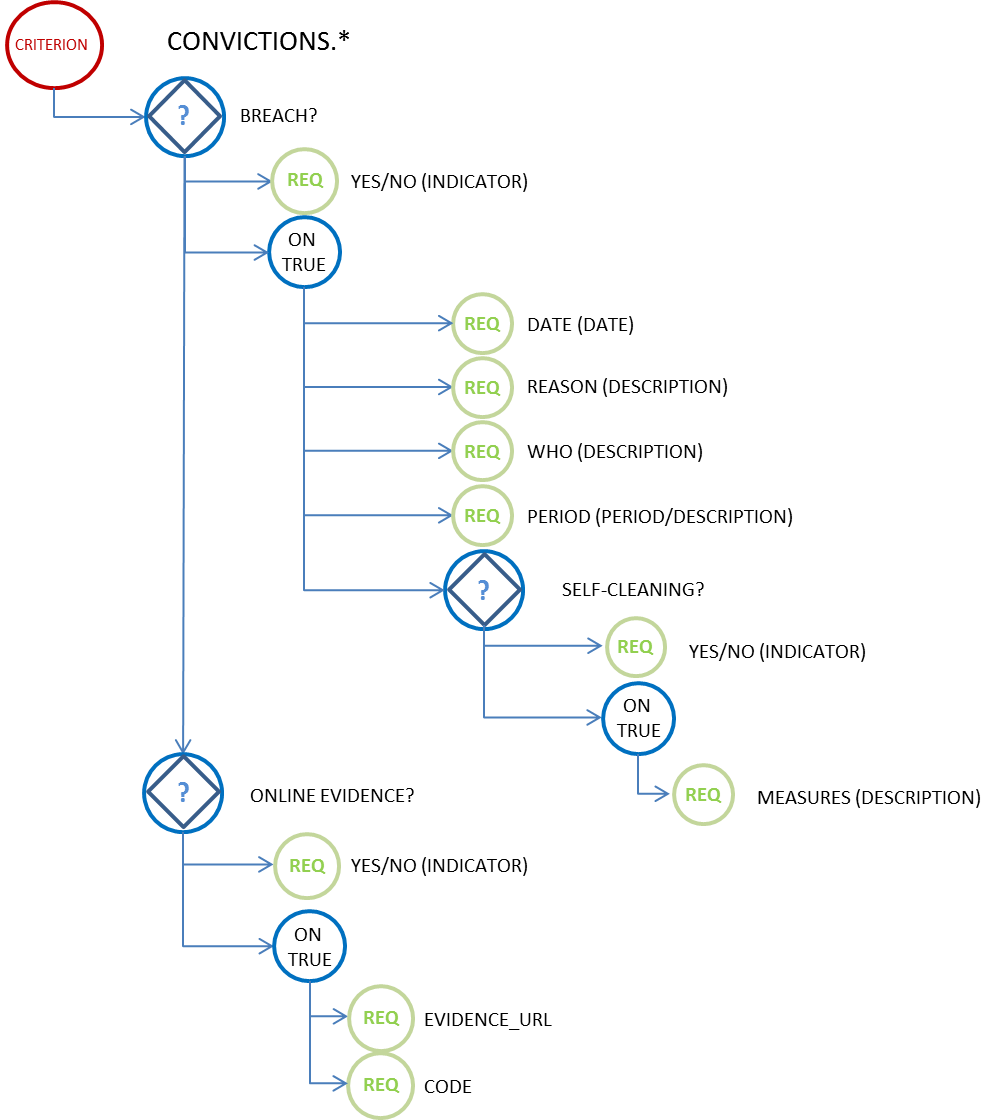 CRITERION
CONVICTIONS.*
?
BREACH?
REQ
YES/NO (INDICATOR)
ON
TRUE
REQ
DATE (DATE)
REQ
REASON (DESCRIPTION)
REQ
WHO (DESCRIPTION)
REQ
PERIOD (PERIOD/DESCRIPTION)
?
SELF-CLEANING?
REQ
YES/NO (INDICATOR)
ON
TRUE
REQ
MEASURES (DESCRIPTION)
?
ONLINE EVIDENCE?
REQ
YES/NO (INDICATOR)
ON
TRUE
REQ
EVIDENCE_URL
REQ
CODE